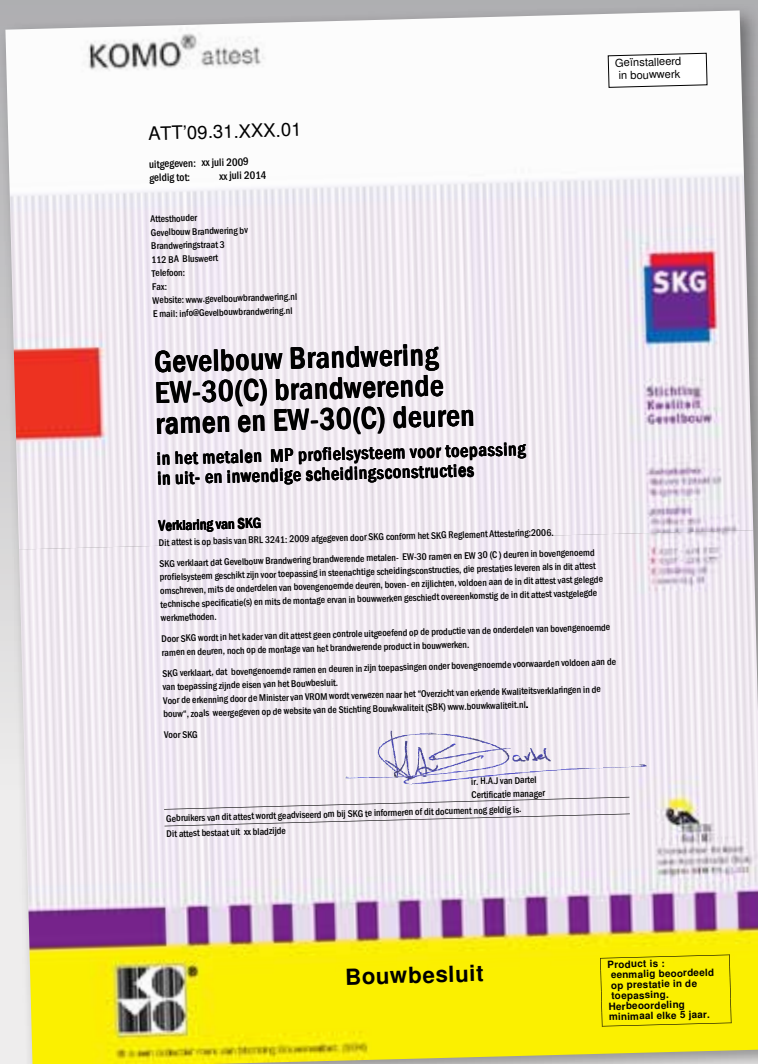 KOMO® attest
Geïnstalleerd
in bouwwerk
ATT'09.31.XXX.01
uitgegeven: xx juli 2009
geldig tot: xx juli 2014
Attesthouder
Gevelbouw Brandwering bv
Brandweringstraat 3
112 BA Blusweert
Telefoon:
Fax:
Website: www.gevelbouwbrandwering.nl
E mail: info@Gevelbouwbrandwering.nl
SKG
Stichting
Kwaliteit
Gevelbouw
Gevelbouw Brandwering
EW-30(C) brandwerende
ramen en EW-30(C) deuren
in het metalen MP profielsysteem voor toepassing
in uit- en inwendige scheidingsconstructies
Verklaring van SKG
Dit attest is op basis van BRL 3241: 2009 afgegeven door SKG conform het SKG Reglement Attestering:2006.
SKG verklaart dat Gevelbouw Brandwering brandwerende metalen- EW-30 ramen en EW 30 (C ) deuren in bovengenoemd
profielsysteem geschikt zijn voor toepassing in steenachtige scheidingsconstructies, die prestaties leveren als in dit attest
omschreven, mits de onderdelen van bovengenoemde deuren, boven- en zijlichten, voldoen aan de in dit attest vast gelegde
technische specificatie(s) en mits de montage ervan in bouwwerken geschiedt overeenkomstig de in dit attest vastgelegde
werkmethoden.
Door SKG wordt in het kader van dit attest geen controle uitgeoefend op de productie van de onderdelen van bovengenoemde
ramen en deuren, noch op de montage van het brandwerende product in bouwwerken.
SKG verklaart, dat bovengenoemde ramen en deuren in zijn toepassingen onder bovengenoemde voorwaarden voldoen aan de
van toepassing zijnde eisen van het Bouwbesluit.
Voor de erkenning door de Minister van VROM wordt verwezen naar het "Overzicht van erkende Kwaliteitsverklaringen in de
bouw", zoals weergegeven op de website van de Stichting Bouwkwaliteit (SBK) www.bouwkwaliteit.nl.
Voor SKG
Dartel
ir. H.A.J van Dartel
Certificatie manager
Gebruikers van dit attest wordt geadviseerd om bij SKG te informeren of dit document nog geldig is.
Dit attest bestaat uit xx bladzijde
KOMO®
Bouwbesluit
Product is :
eenmalig beoordeeld
op prestatie in de
toepassing.
Herbeoordeling
minimaal elke 5 jaar.
® is een collectief merk van Stichting Bouwkwaliteit (SBK)